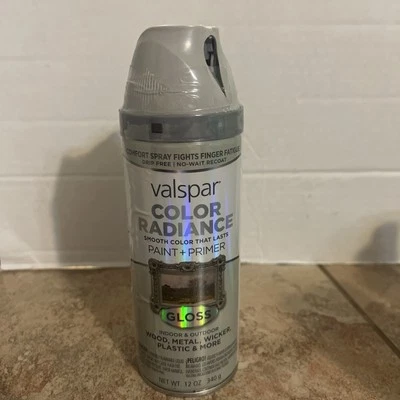 COMFORT SPRAY FIGHTS FINGER FATIGUE
DRIP FREE | NO-WAIT RECOAT
valspar
COLOR
RADIANCE
SMOOTH COLOR THAT LASTS
PAINT + PRIMER
GLOSS
INDOOR & OUTDOOR
WOOD, METAL, WICKER,
PLASTIC & MORE
NET WT. 12 OZ. 340 g